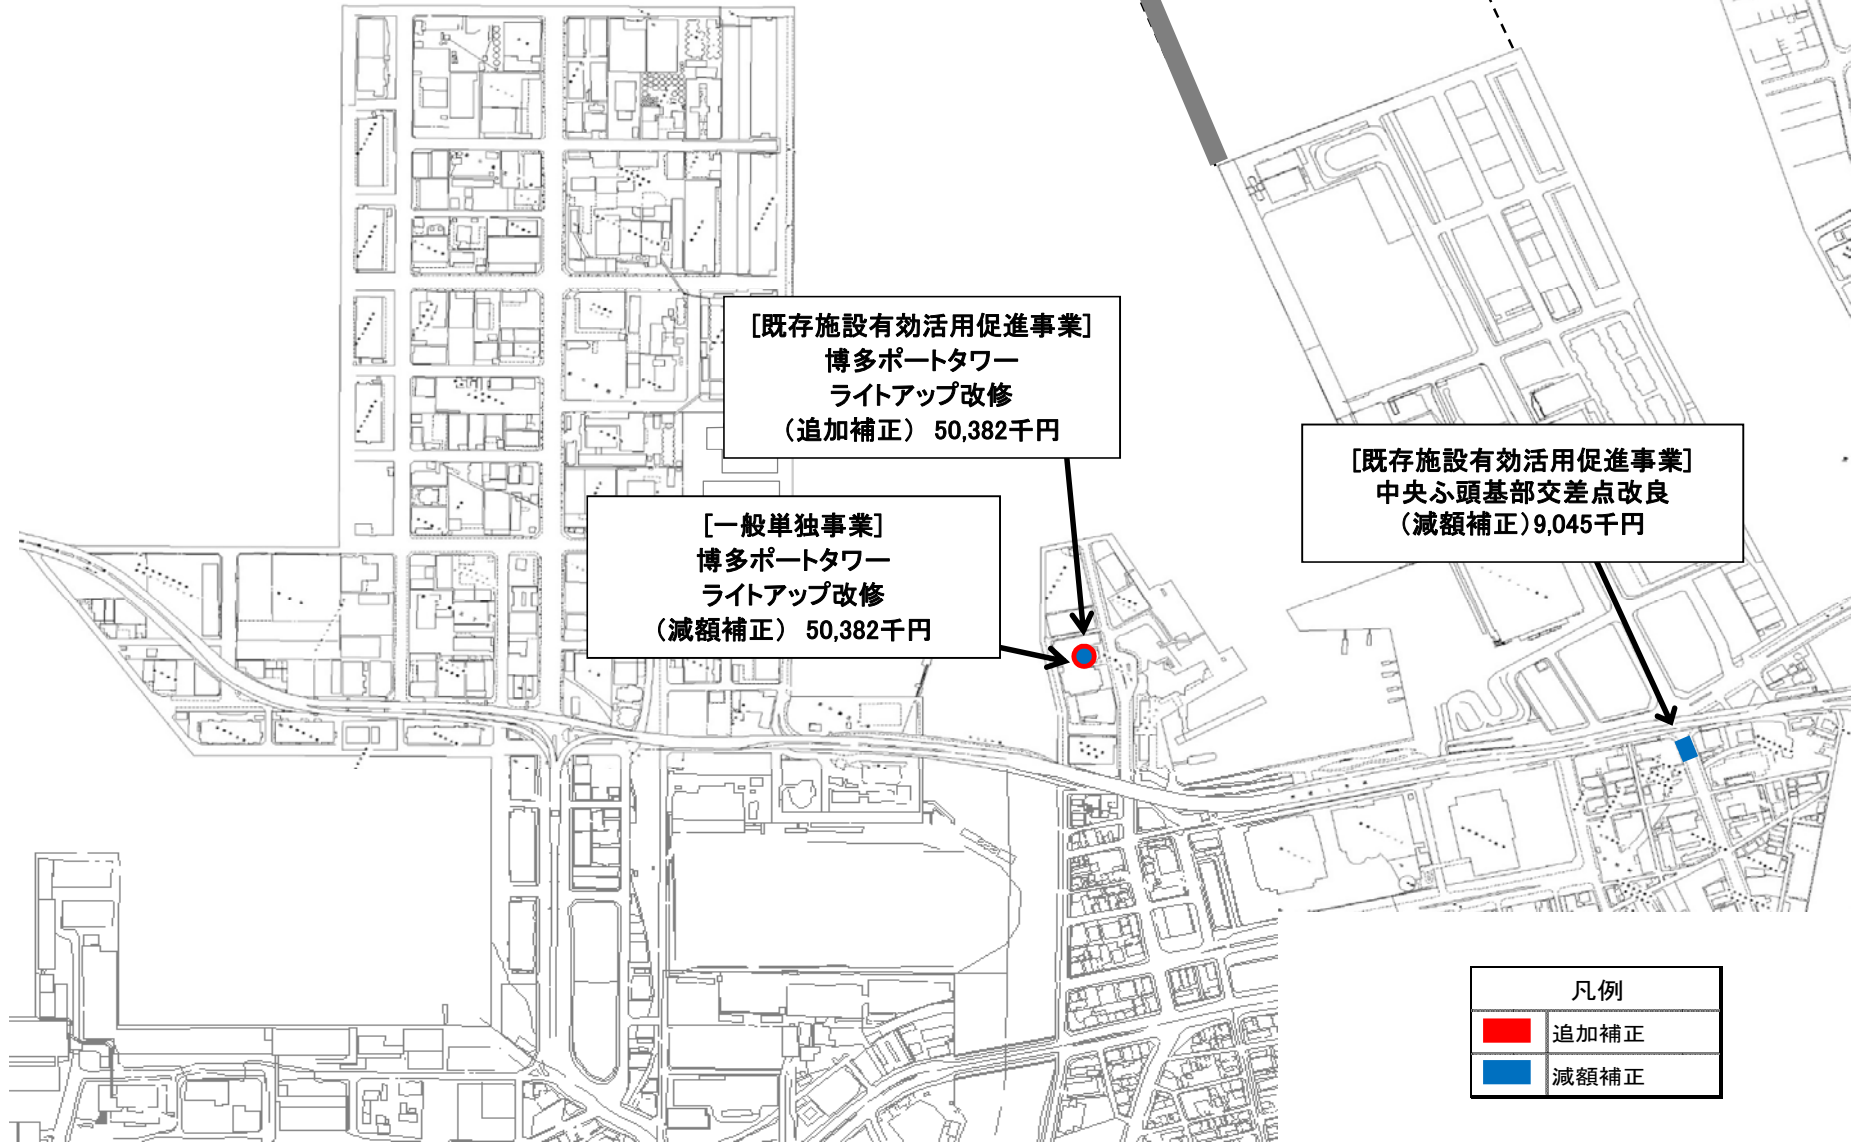 [既存施設有効活用促進事業]
博多ポートタワー
ライトアップ改修
（追加補正） 50,382千円
[一般単独事業]
博多ポートタワー
ライトアップ改修
（減額補正） 50,382千円
[既存施設有効活用促進事業]
中央ふ頭基部交差点改良
（減額補正）9,045千円
凡例
追加補正
減額補正